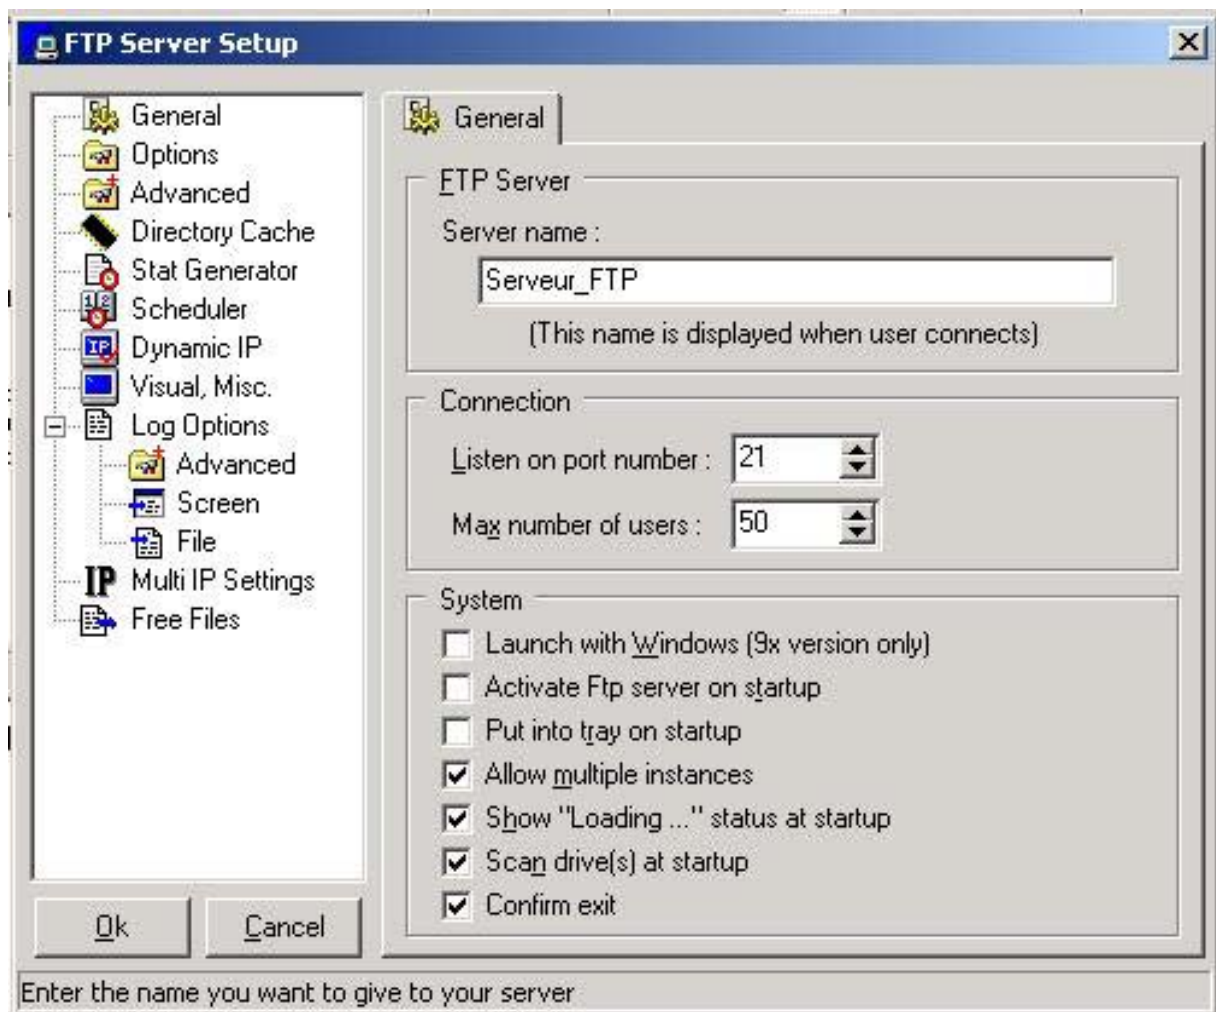 FTP Server Setup
General
Options
Advanced
Directory Cache
Stat Generator
Scheduler
Dynamic IP
Visual, Misc.
Log Options
Advanced
Screen
File
Multi IP Settings
Free Files
Ok
Cancel
General
FTP Server
Server name :
Serveur_FTP
(This name is displayed when user connects)
Connection
Listen on port number : 21
Max number of users : 50
System
Launch with Windows (9x version only)
Activate Ftp server on startup
Put into tray on startup
Allow multiple instances
Show "Loading ..." status at startup
Scan drive(s) at startup
Confirm exit
Enter the name you want to give to your server